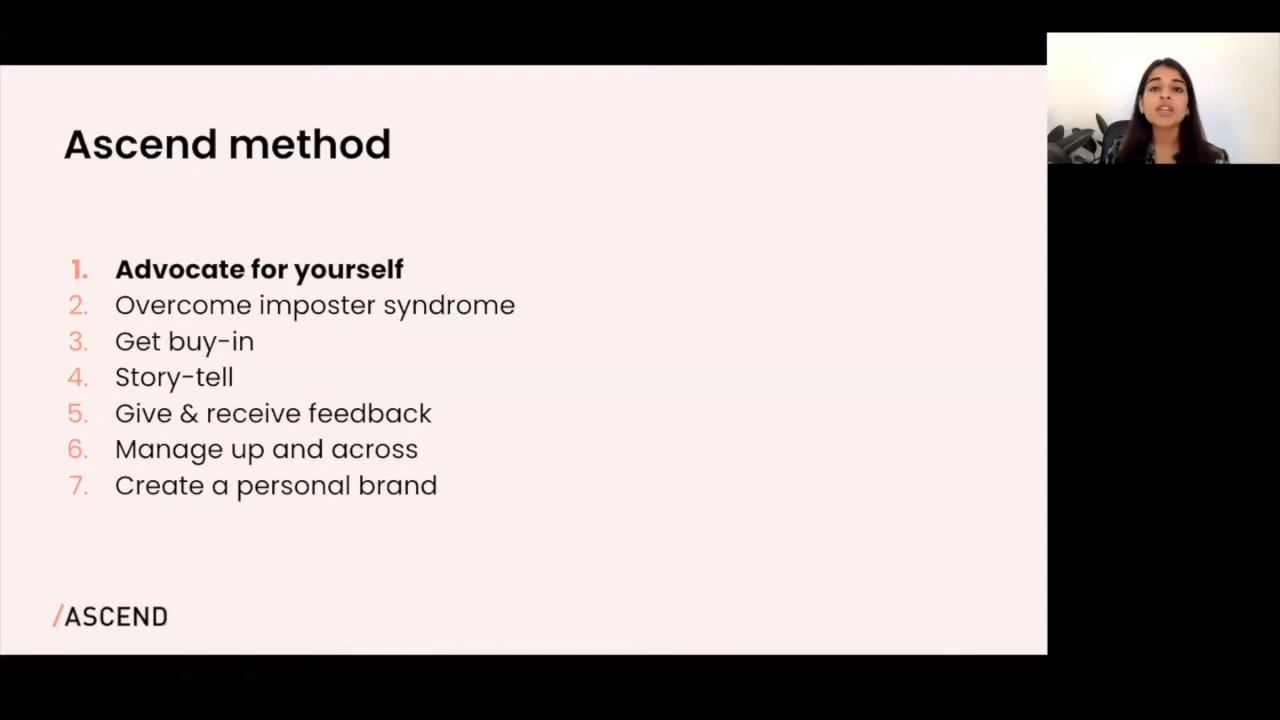 Ascend method
1. Advocate for yourself
2. Overcome imposter syndrome
3. Get buy-in
4. Story-tell
5. Give & receive feedback
6. Manage up and across
7. Create a personal brand
/ASCEND